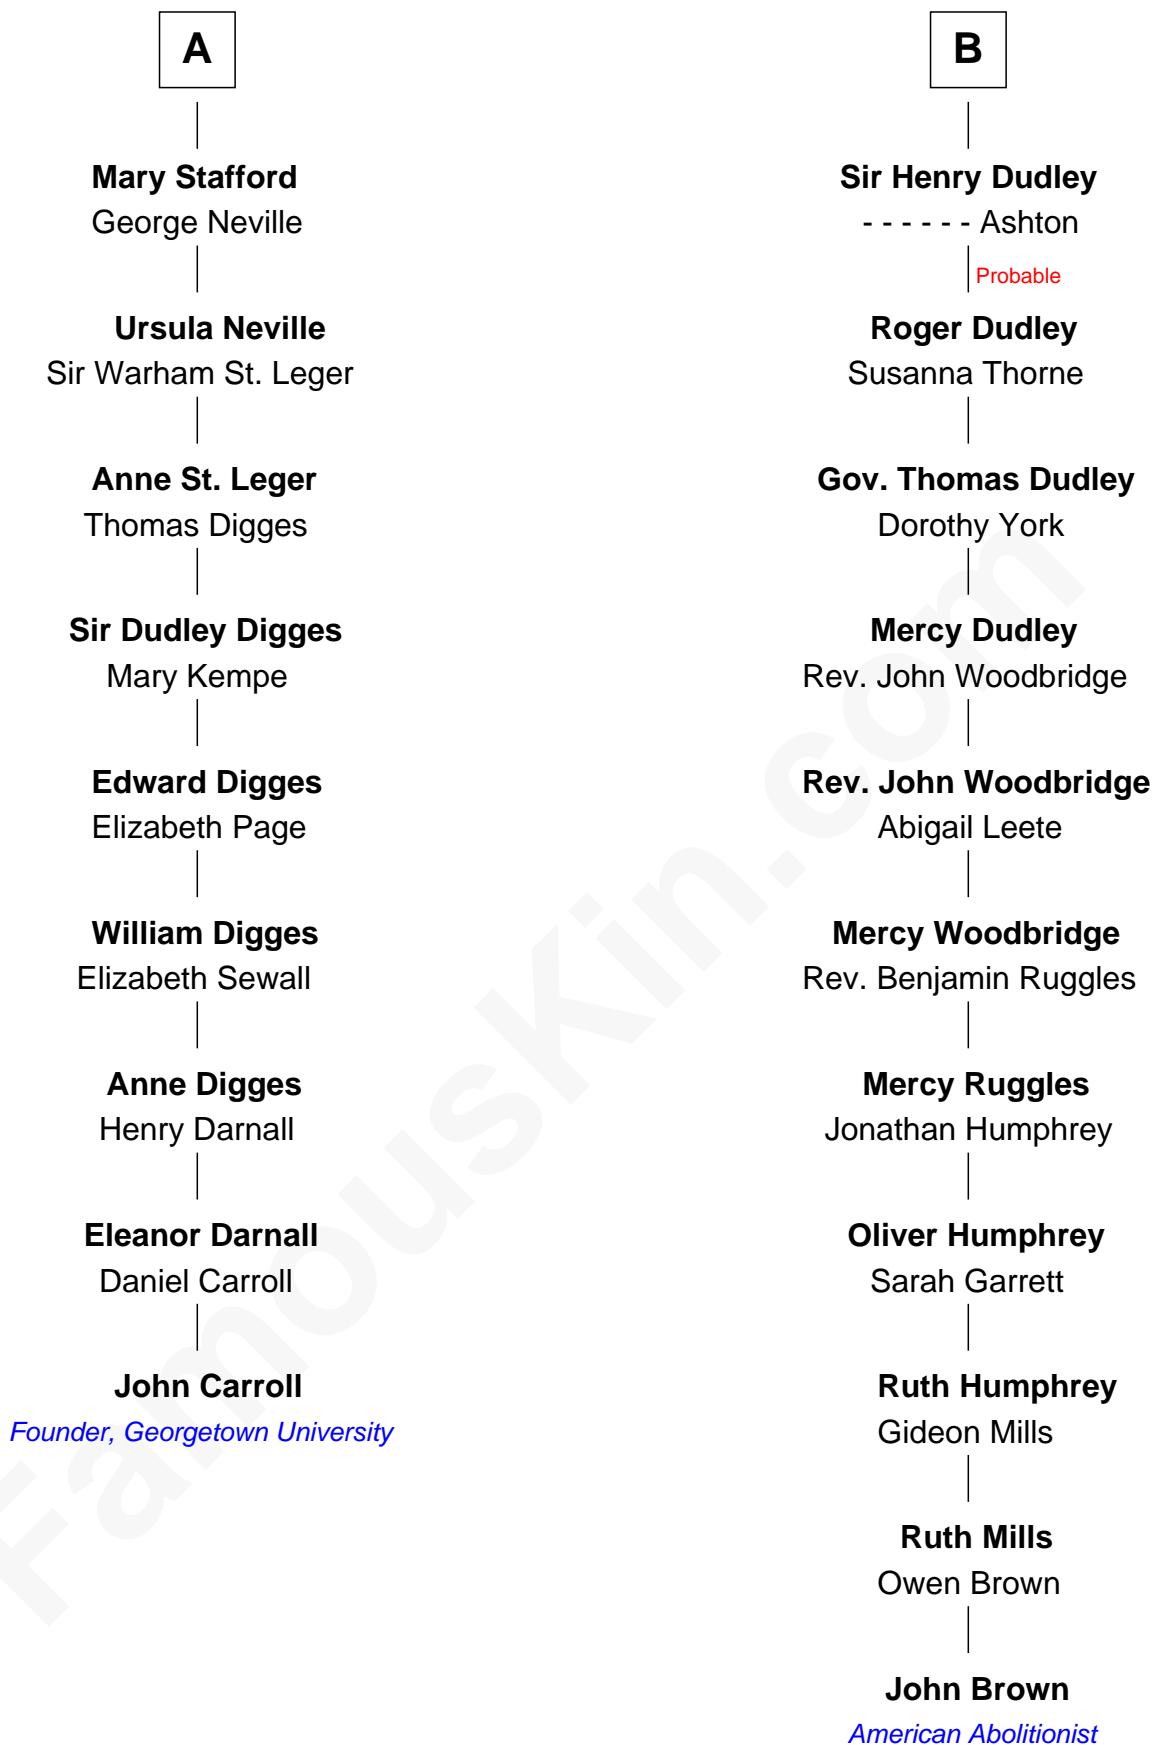 A
Mary Stafford
George Neville
Ursula Neville
Sir Warham St. Leger
Anne St. Leger
Thomas Digges
Sir Dudley Digges
Mary Kempe
Edward Digges
Elizabeth Page
William Digges
Elizabeth Sewall
Anne Digges
Henry Darnall
Eleanor Darnall
Daniel Carroll
John Carroll
Founder, Georgetown University
B
Sir Henry Dudley
- - - - - - Ashton
Probable
Roger Dudley
Susanna Thorne
Gov. Thomas Dudley
Dorothy York
Mercy Dudley
Rev. John Woodbridge
Rev. John Woodbridge
Abigail Leete
Mercy Woodbridge
Rev. Benjamin Ruggles
Mercy Ruggles
Jonathan Humphrey
Oliver Humphrey
Sarah Garrett
Ruth Humphrey
Gideon Mills
Ruth Mills
Owen Brown
John Brown
American Abolitionist
FamousKin.com